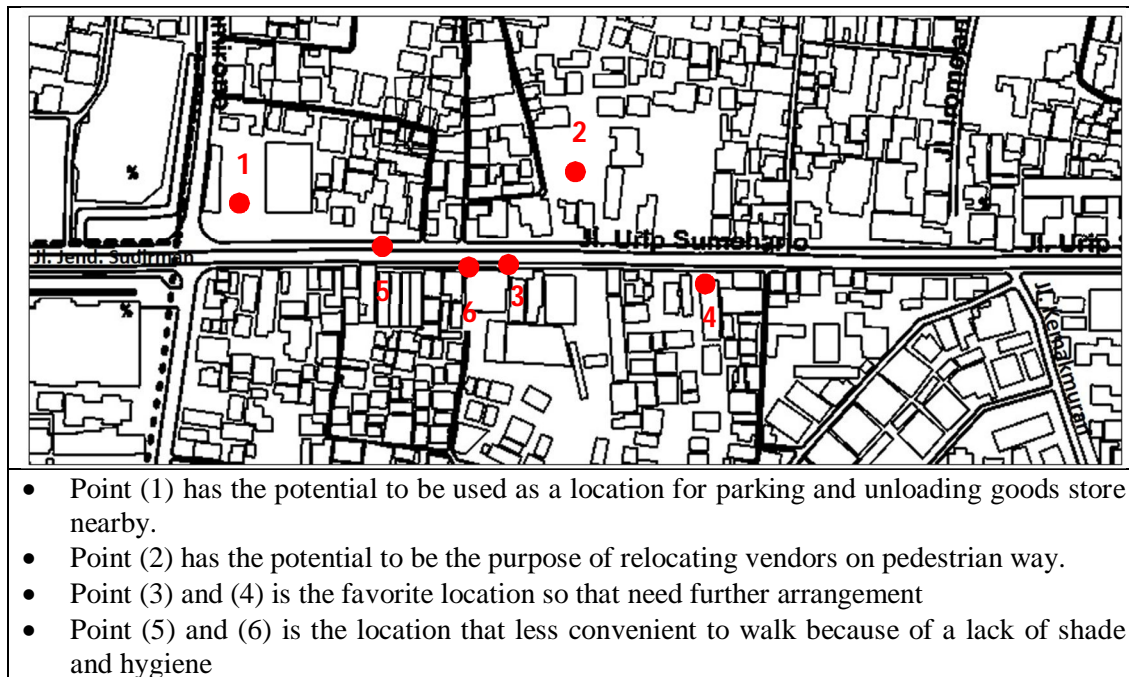 1
2
Jl. Urip Sumoharjo
Jl. Urip S
Jl. Jend. Sudirman
5
6
3
4
Jl. Kemakmuran
• Point (1) has the potential to be used as a location for parking and unloading goods store
nearby.
• Point (2) has the potential to be the purpose of relocating vendors on pedestrian way.
• Point (3) and (4) is the favorite location so that need further arrangement
• Point (5) and (6) is the location that less convenient to walk because of a lack of shade
and hygiene